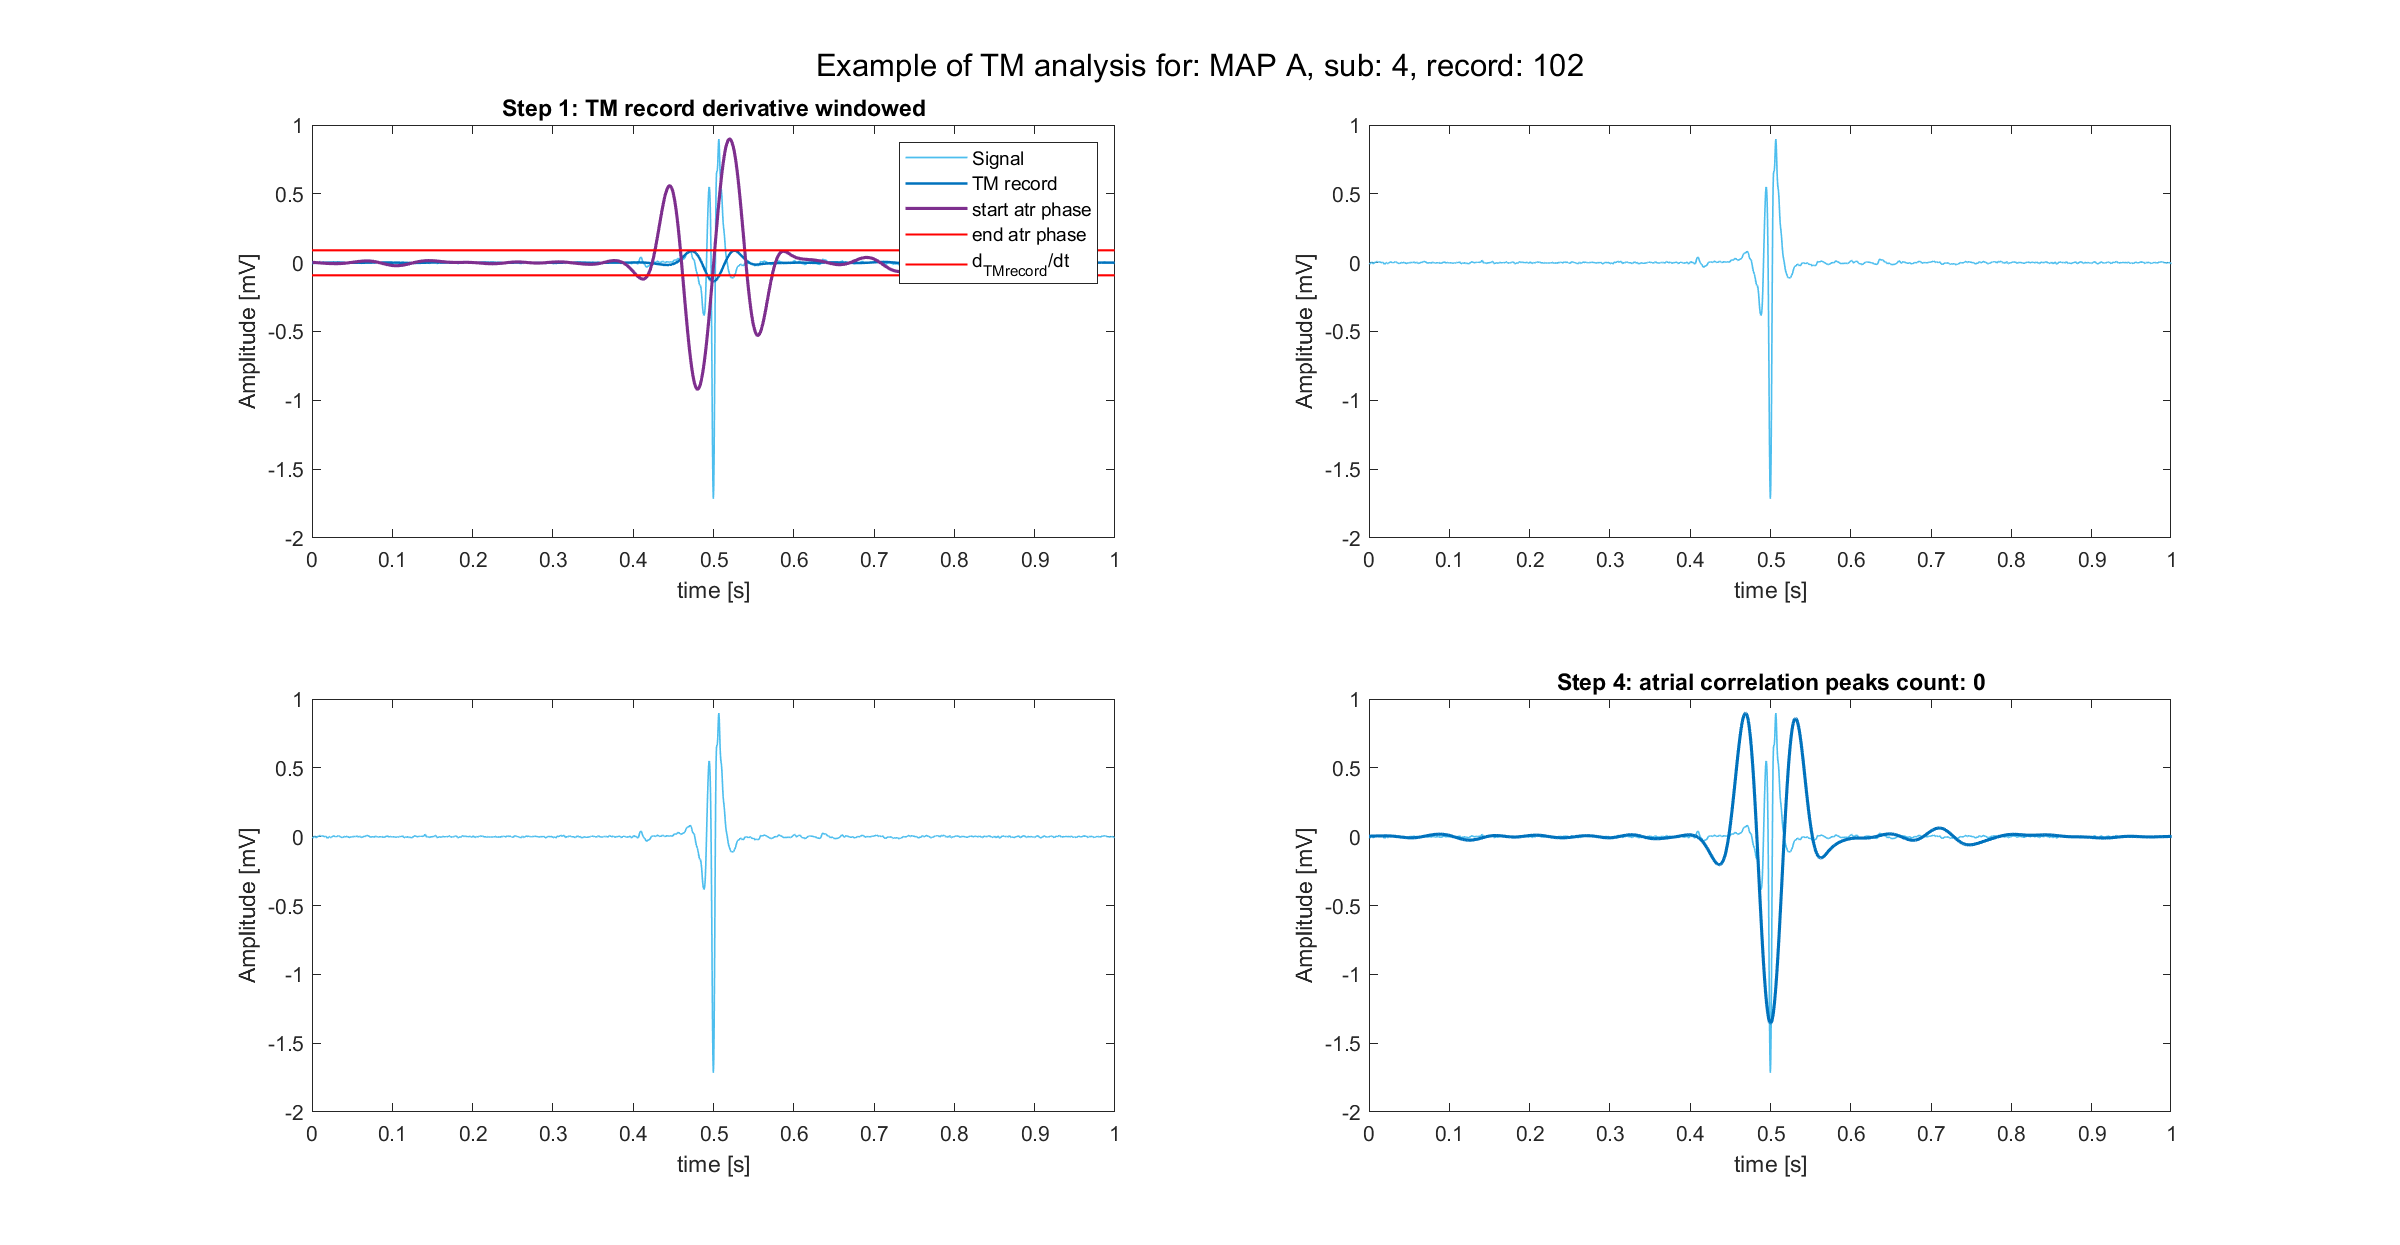 Example of TM analysis for: MAP A, sub: 4, record: 102
Step 1: TM record derivative windowed
1
0.5
0
-0.5
-1
-1.5
-2
Amplitude [mV]
0 0.1 0.2 0.3 0.4 0.5 0.6 0.7 0.8 0.9 1
time [s]
Signal
TM record
start atr phase
end atr phase
d_TMrecord/dt
1
0.5
0
-0.5
-1
-1.5
-2
Amplitude [mV]
0 0.1 0.2 0.3 0.4 0.5 0.6 0.7 0.8 0.9 1
time [s]
1
0.5
0
-0.5
-1
-1.5
-2
Amplitude [mV]
0 0.1 0.2 0.3 0.4 0.5 0.6 0.7 0.8 0.9 1
time [s]
Step 4: atrial correlation peaks count: 0
1
0.5
0
-0.5
-1
-1.5
-2
Amplitude [mV]
0 0.1 0.2 0.3 0.4 0.5 0.6 0.7 0.8 0.9 1
time [s]